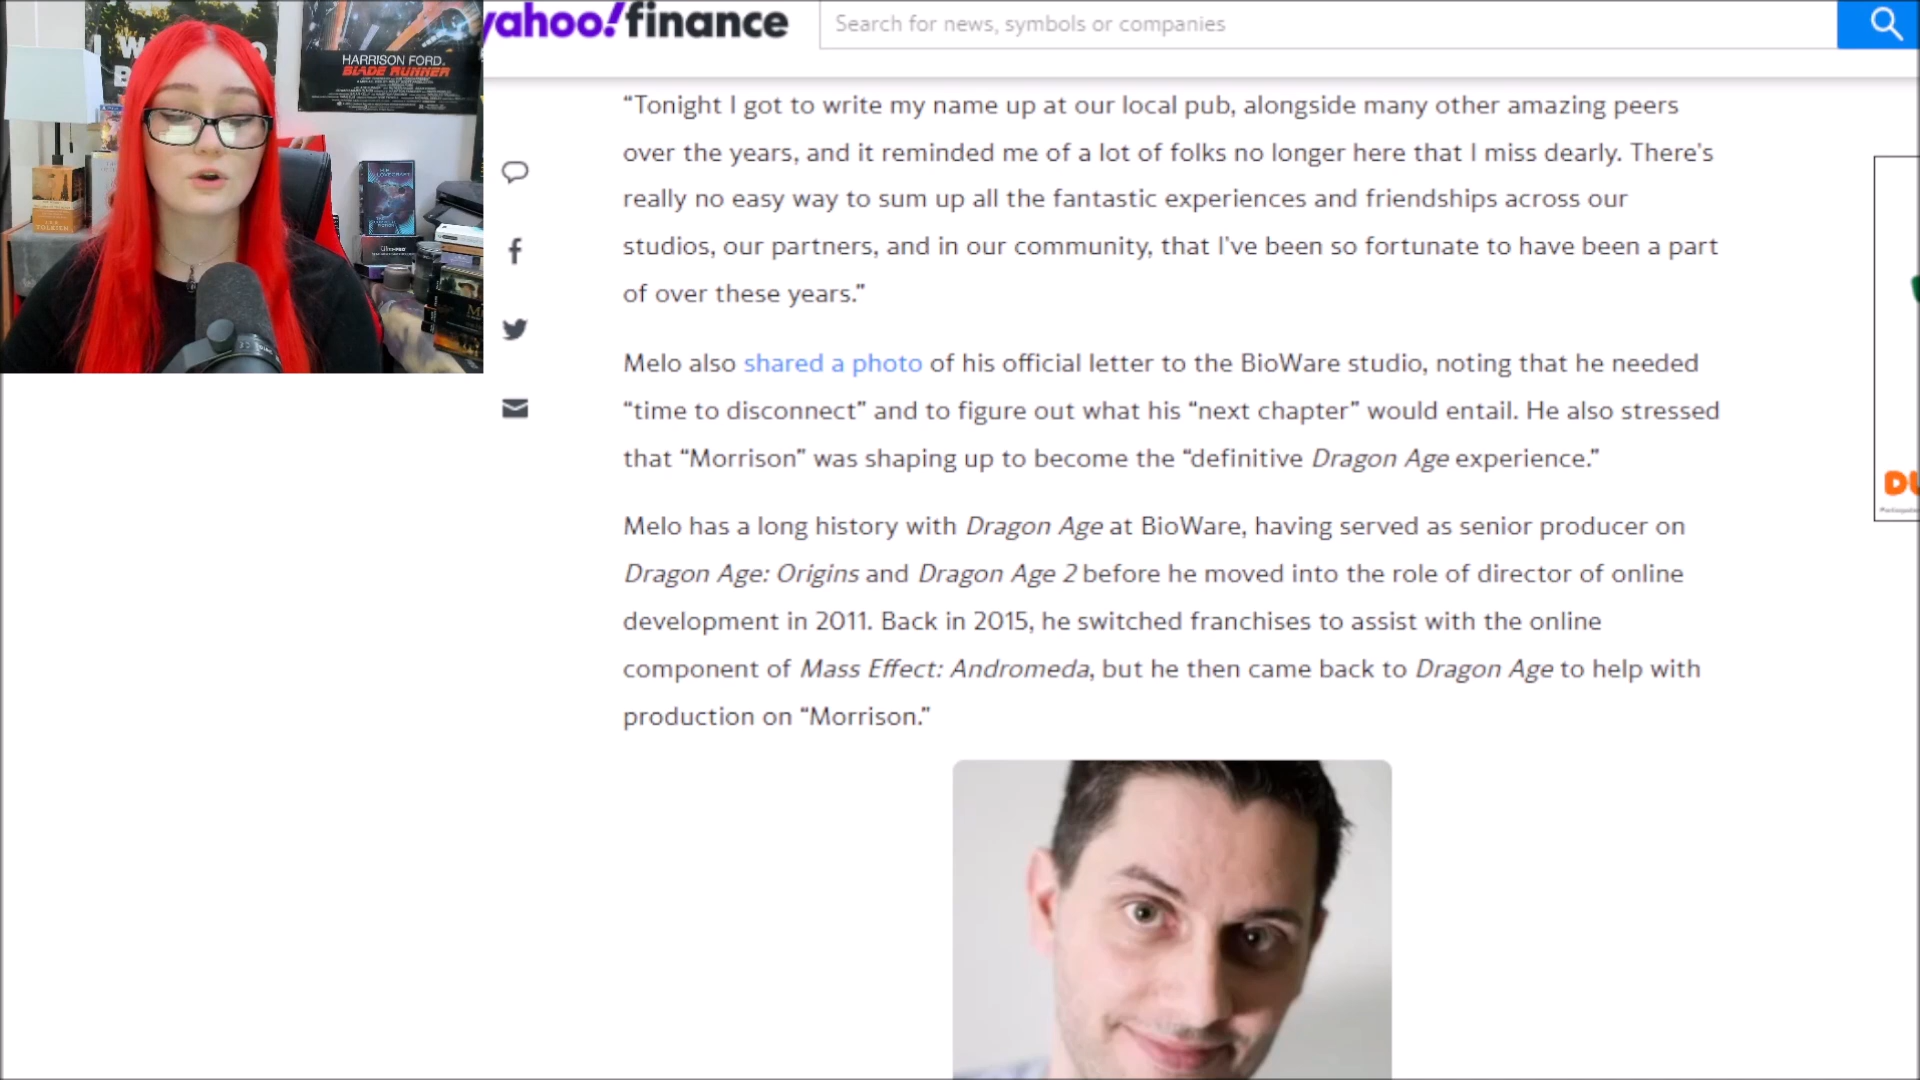 yahoo!finance
Search for news, symbols or companies
HARRISON FORD.
BLADE RUNNER
“Tonight I got to write my name up at our local pub, alongside many other amazing peers
over the years, and it reminded me of a lot of folks no longer here that I miss dearly. There's
really no easy way to sum up all the fantastic experiences and friendships across our
studios, our partners, and in our community, that I've been so fortunate to have been a part
of over these years.”
Melo also shared a photo of his official letter to the BioWare studio, noting that he needed
“time to disconnect” and to figure out what his “next chapter” would entail. He also stressed
that “Morrison” was shaping up to become the “definitive Dragon Age experience.”
Melo has a long history with Dragon Age at BioWare, having served as senior producer on
Dragon Age: Origins and Dragon Age 2 before he moved into the role of director of online
development in 2011. Back in 2015, he switched franchises to assist with the online
component of Mass Effect: Andromeda, but he then came back to Dragon Age to help with
production on “Morrison.”